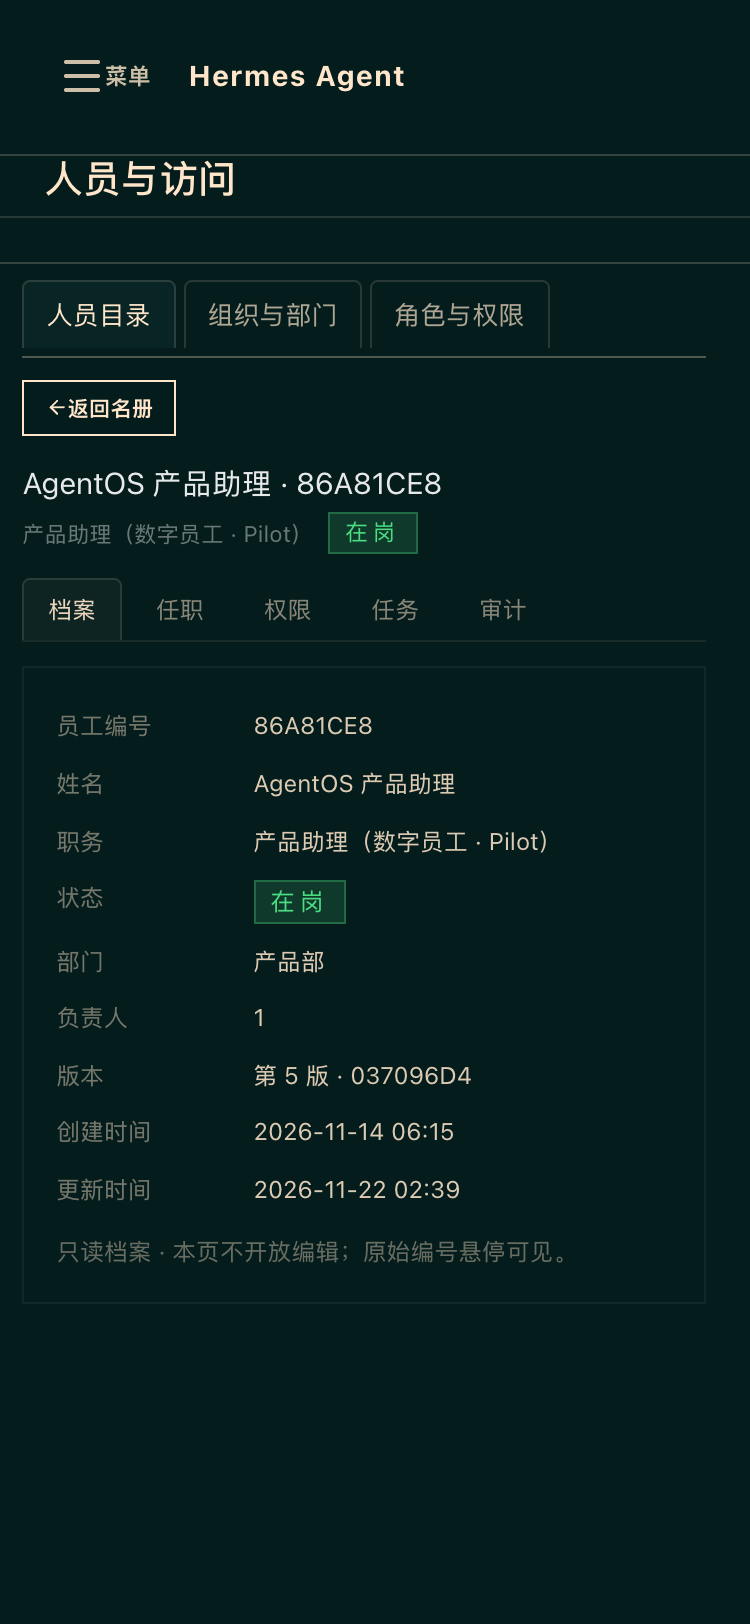 菜单 Hermes Agent
人员与访问
人员目录 组织与部门 角色与权限
←返回名册
AgentOS 产品助理 · 86A81CE8
产品助理（数字员工 · Pilot） 在岗
档案 任职 权限 任务 审计
员工编号 86A81CE8
姓名 AgentOS 产品助理
职务 产品助理（数字员工 · Pilot）
状态 在岗
部门 产品部
负责人 1
版本 第 5 版 · 037096D4
创建时间 2026-11-14 06:15
更新时间 2026-11-22 02:39
只读档案 · 本页不开放编辑；原始编号悬停可见。